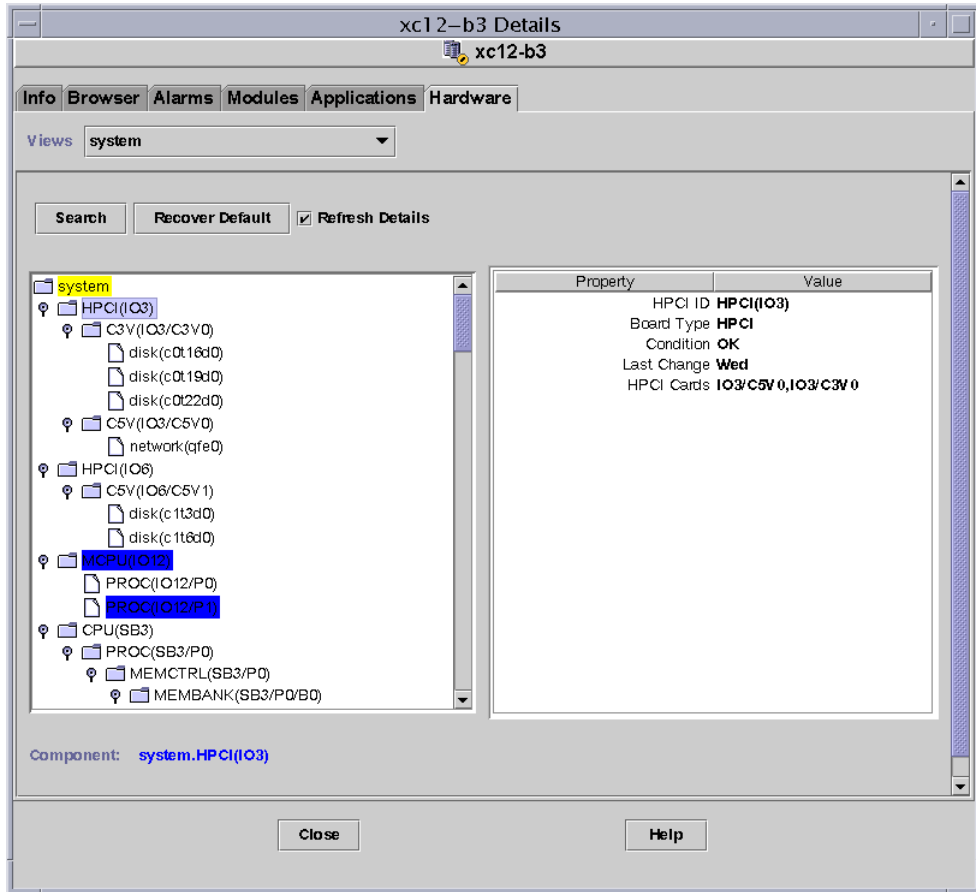 xc12-b3 Details
xc12-b3
Info Browser Alarms Modules Applications Hardware
Views system
Search Recover Default Refresh Details
system
HPCI(IO3)
C3V(IO3/C3V0)
disk(c0t16d0)
disk(c0t19d0)
disk(c0t22d0)
C5V(IO3/C5V0)
network(qfe0)
HPCI(IO6)
C5V(IO6/C5V1)
disk(c1t3d0)
disk(c1t6d0)
MCPU(IO12)
PROC(IO12/P0)
PROC(IO12/P1)
CPU(SB3)
PROC(SB3/P0)
MEMCTRL(SB3/P0)
MEMBANK(SB3/P0/B0)
Property Value
HPCI ID HPCI(IO3)
Board Type HPCI
Condition OK
Last Change Wed
HPCI Cards IO3/C5V0,IO3/C3V0
Component: system.HPCI(IO3)
Close Help